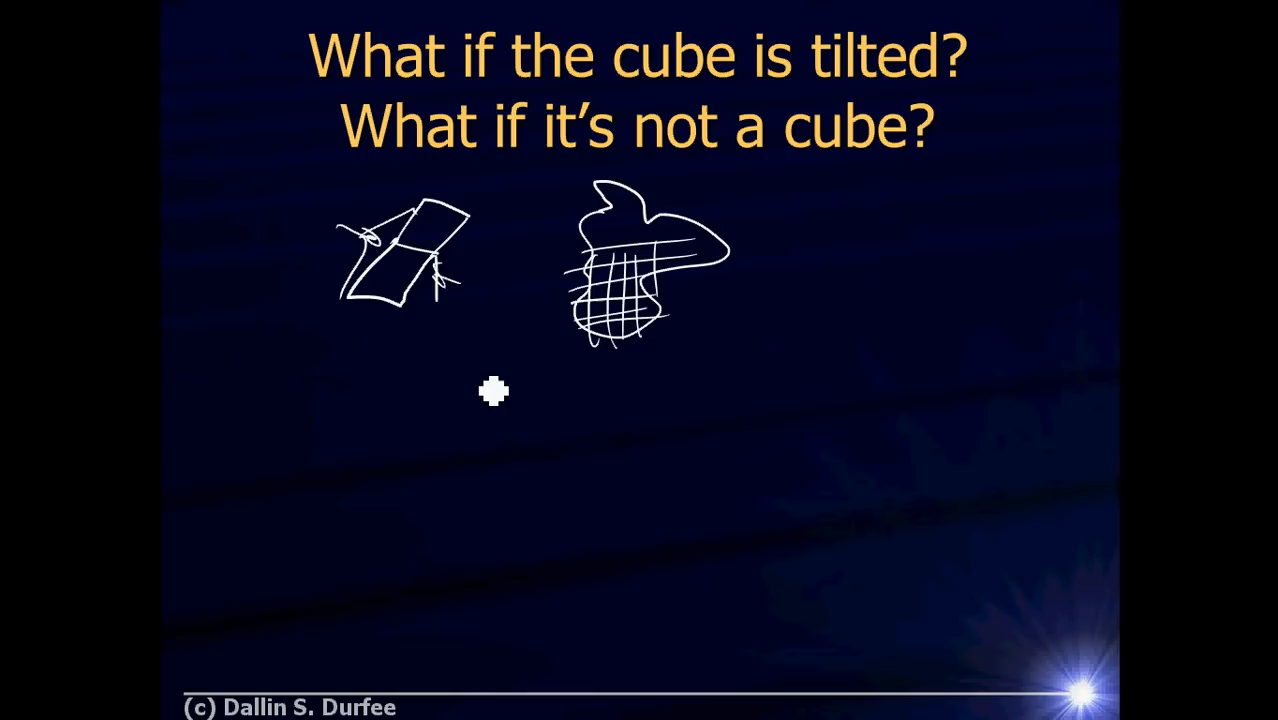 What if the cube is tilted?
What if it’s not a cube?
(c) Dallin S. Durfee